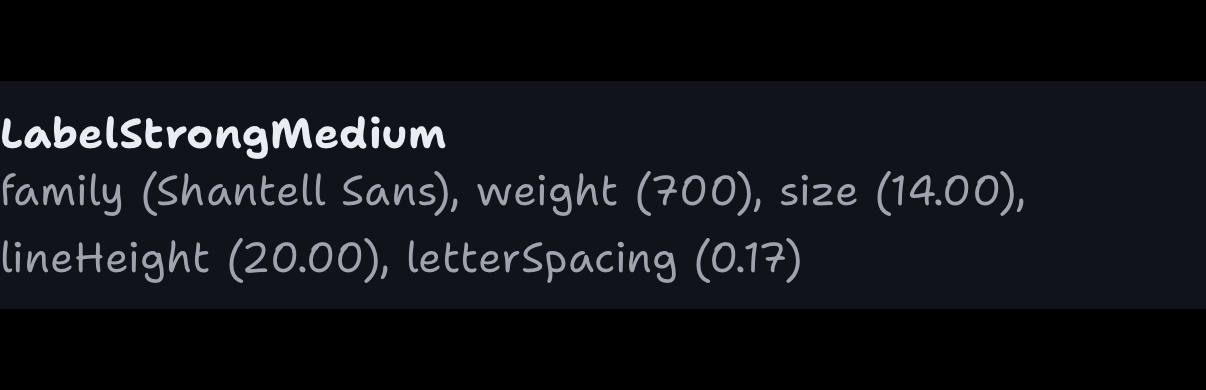 LabelStrongMedium
family (Shantell Sans), weight (700), size (14.00),
lineHeight (20.00), letterSpacing (0.17)